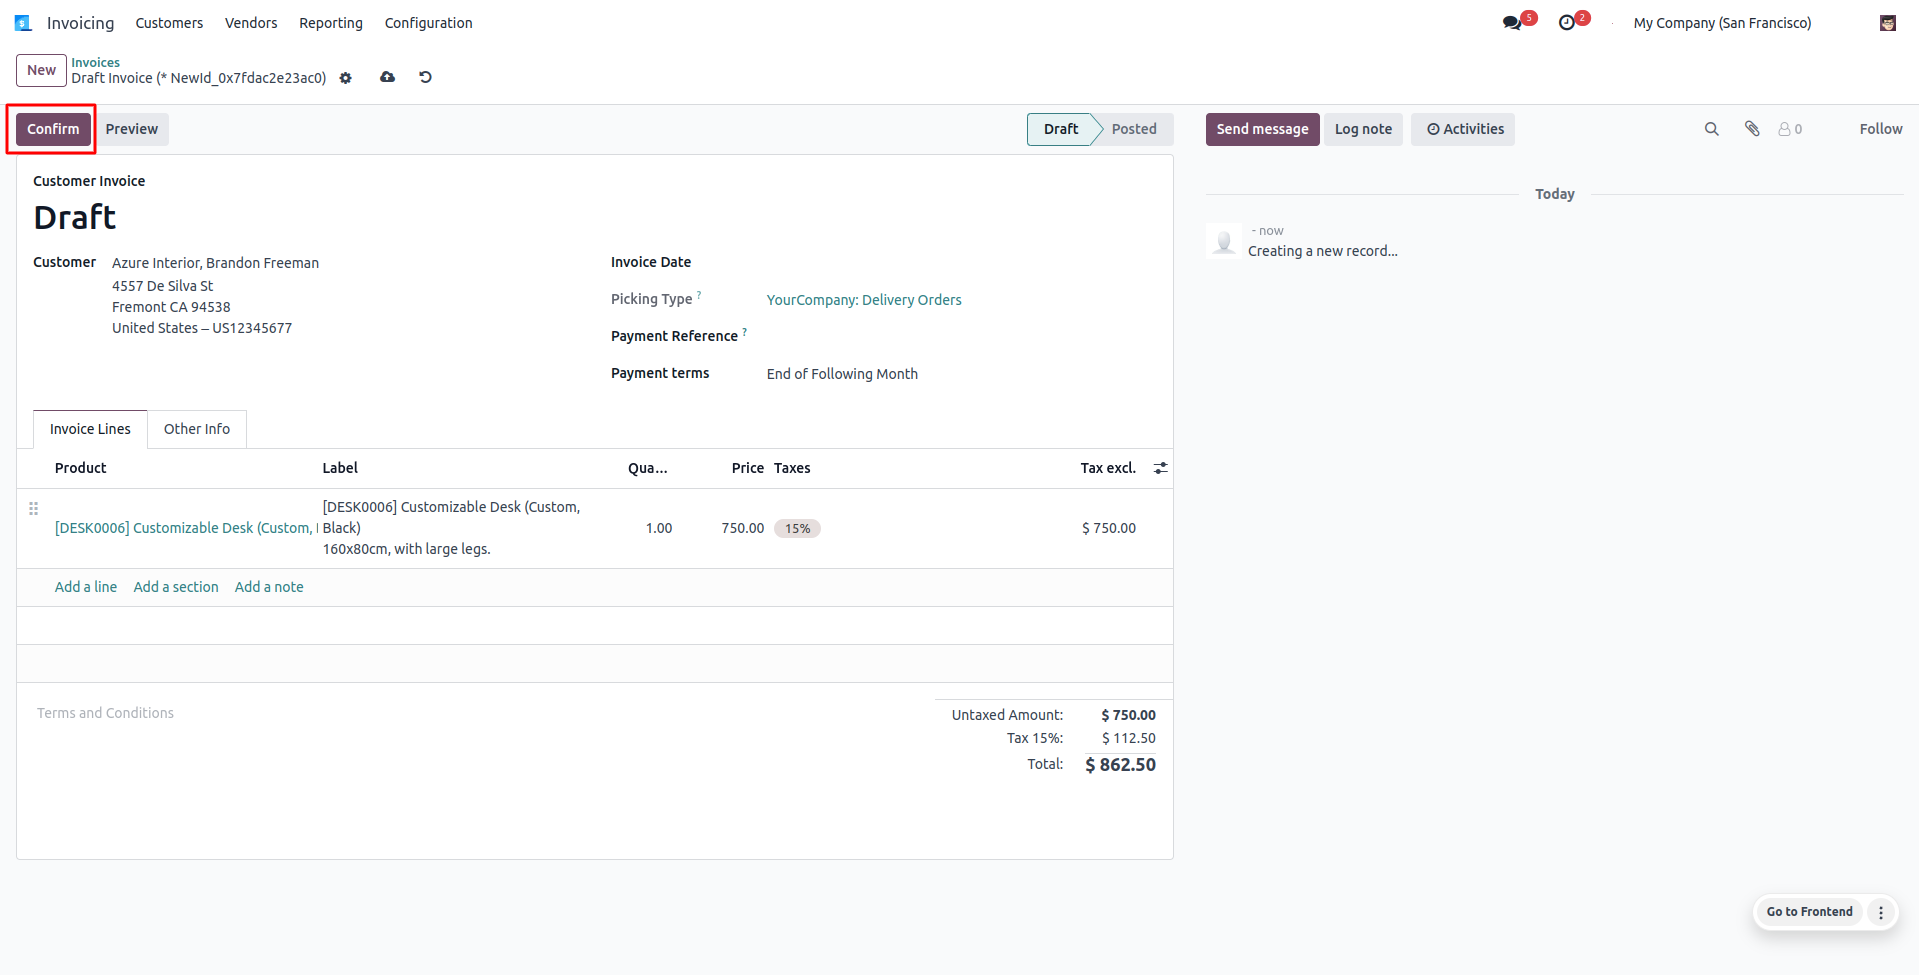 Invoicing
Customers
Vendors
Reporting
Configuration
5
2
My Company (San Francisco)
New
Invoices
Draft Invoice (* NewId_0x7fdac2e23ac0)
Confirm
Preview
Draft
Posted
Send message
Log note
Activities
0
Follow
Customer Invoice
Draft
Customer
Azure Interior, Brandon Freeman
4557 De Silva St
Fremont CA 94538
United States – US12345677
Invoice Date
Picking Type ?
YourCompany: Delivery Orders
Payment Reference ?
Payment terms
End of Following Month
Today
- now
Creating a new record...
Invoice Lines
Other Info
Product
Label
Qua...
Price
Taxes
Tax excl.
[DESK0006] Customizable Desk (Custom,
[DESK0006] Customizable Desk (Custom,
Black)
160x80cm, with large legs.
1.00
750.00
15%
$ 750.00
Add a line
Add a section
Add a note
Terms and Conditions
Untaxed Amount:
$ 750.00
Tax 15%:
$ 112.50
Total:
$ 862.50
Go to Frontend